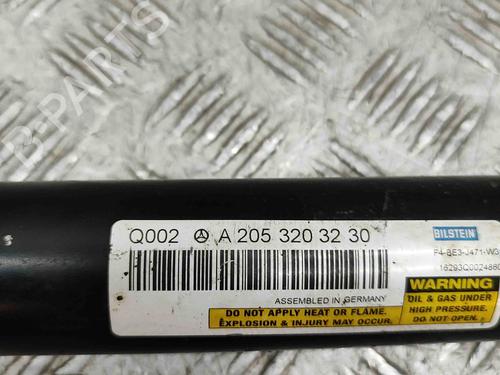 B-PARTS
Q002 A 205 320 32 30
BILSTEIN
F4-BE3-J471-WG
ASSEMBLED IN GERMANY
WARNING
OIL & GAS UNDER
HIGH PRESSURE.
DO NOT OPEN.
DO NOT APPLY HEAT OR FLAME.
EXPLOSION & INJURY MAY OCCUR.